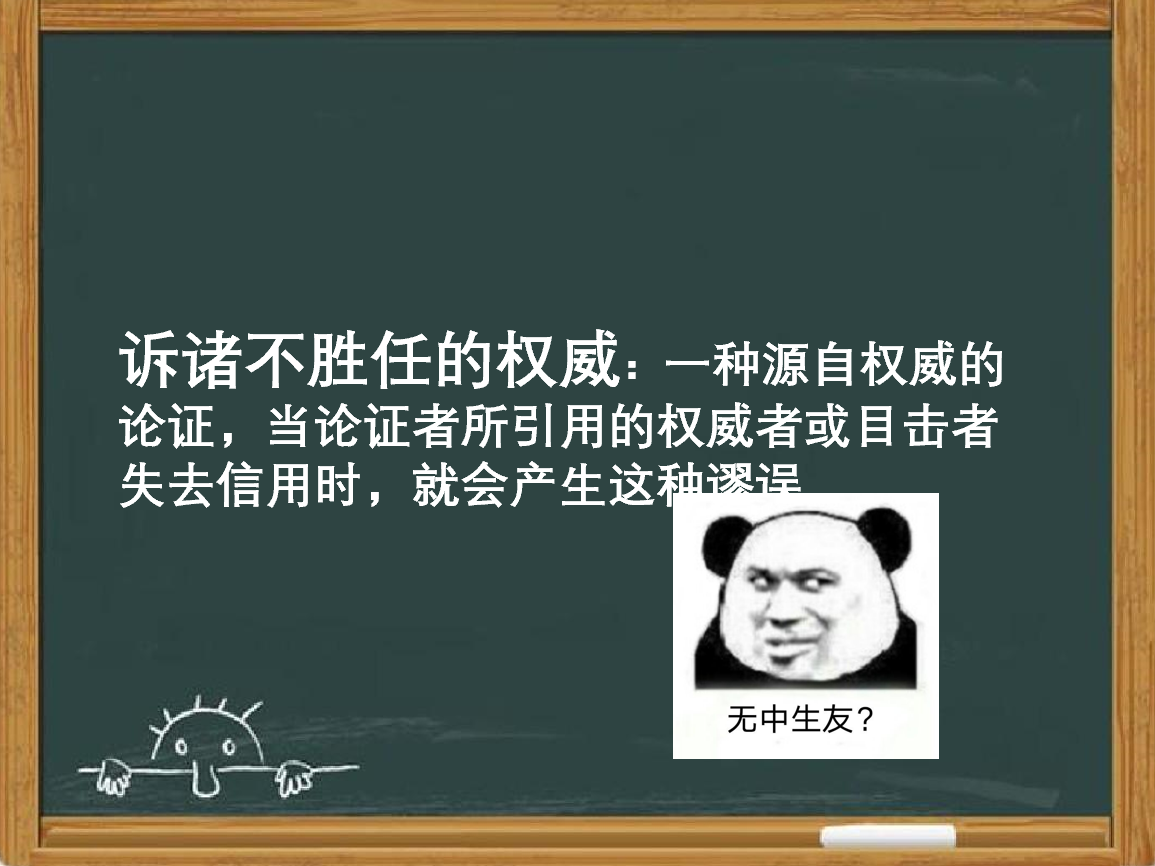 诉诸不胜任的权威：一种源自权威的
论证，当论证者所引用的权威者或目击者
失去信用时，就会产生这种谬误
无中生友?